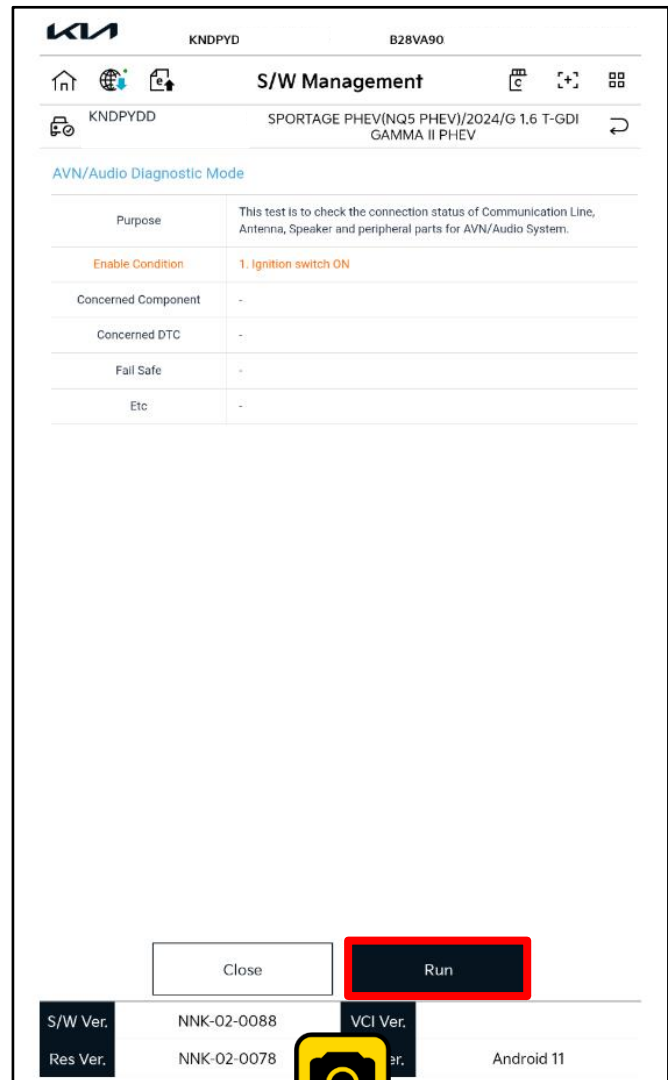 KIA
KNDPYD B28VA90
S/W Management
KNDPYDD SPORTAGE PHEV(NQ5 PHEV)/2024/G 1.6 T-GDI
GAMMA II PHEV
AVN/Audio Diagnostic Mode
Purpose This test is to check the connection status of Communication Line,
Antenna, Speaker and peripheral parts for AVN/Audio System.
Enable Condition 1. Ignition switch ON
Concerned Component -
Concerned DTC -
Fail Safe -
Etc -
Close Run
S/W Ver. NNK-02-0088 VCI Ver.
Res Ver. NNK-02-0078 Android 11